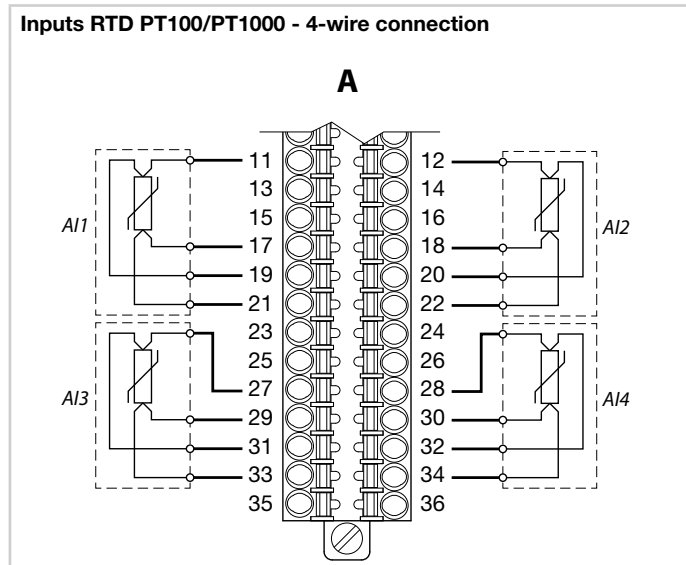 Inputs RTD PT100/PT1000 - 4-wire connection
A
11 12
13 14
15 16
AI1 17 18 AI2
19 20
21 22
23 24
25 26
AI3 27 28 AI4
29 30
31 32
33 34
35 36